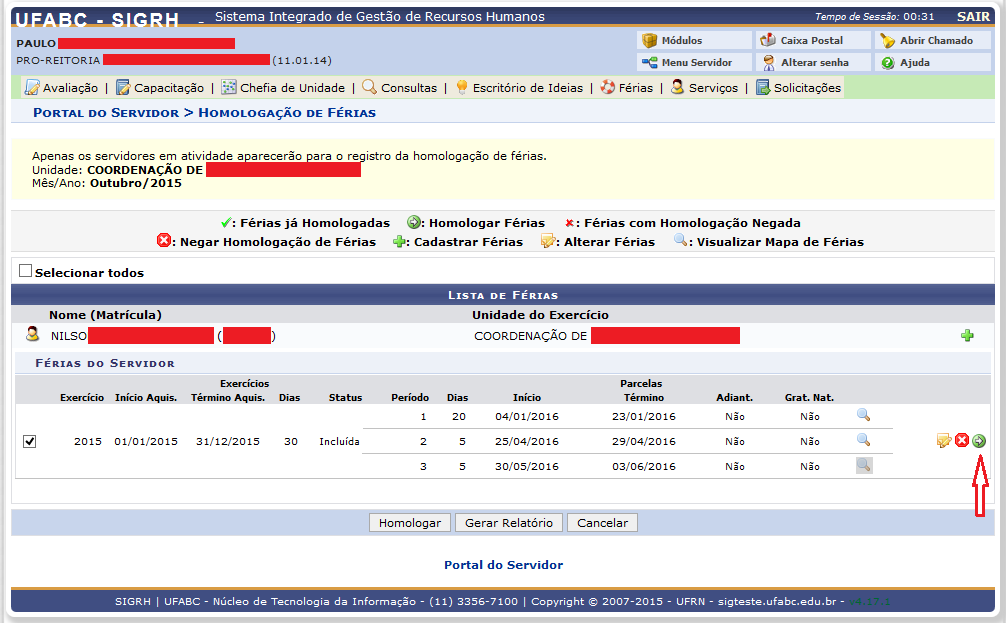 UFABC - SIGRH - Sistema Integrado de Gestão de Recursos Humanos Tempo de Sessão: 00:31 SAIR
PAULO
PRO-REITORIA (11.01.14)
Módulos Caixa Postal Abrir Chamado
Menu Servidor Alterar senha Ajuda
Avaliação | Capacitação | Chefia de Unidade | Consultas | Escritório de Ideias | Férias | Serviços | Solicitações
Portal do Servidor > Homologação de Férias
Apenas os servidores em atividade aparecerão para o registro da homologação de férias.
Unidade: COORDENAÇÃO DE
Mês/Ano: Outubro/2015
: Férias já Homologadas : Homologar Férias : Férias com Homologação Negada
: Negar Homologação de Férias : Cadastrar Férias : Alterar Férias : Visualizar Mapa de Férias
Selecionar todos
Lista de Férias
Nome (Matrícula) Unidade do Exercício
NILSO ( ) COORDENAÇÃO DE
Férias do Servidor
Exercícios Parcelas
Exercício Início Aquis. Término Aquis. Dias Status Período Dias Início Término Adiant. Grat. Nat.
1 20 04/01/2016 23/01/2016 Não Não
2015 01/01/2015 31/12/2015 30 Incluída 2 5 25/04/2016 29/04/2016 Não Não
3 5 30/05/2016 03/06/2016 Não Não
Homologar Gerar Relatório Cancelar
Portal do Servidor
SIGRH | UFABC - Núcleo de Tecnologia da Informação - (11) 3356-7100 | Copyright © 2007-2015 - UFRN - sigteste.ufabc.edu.br - v4.17.1